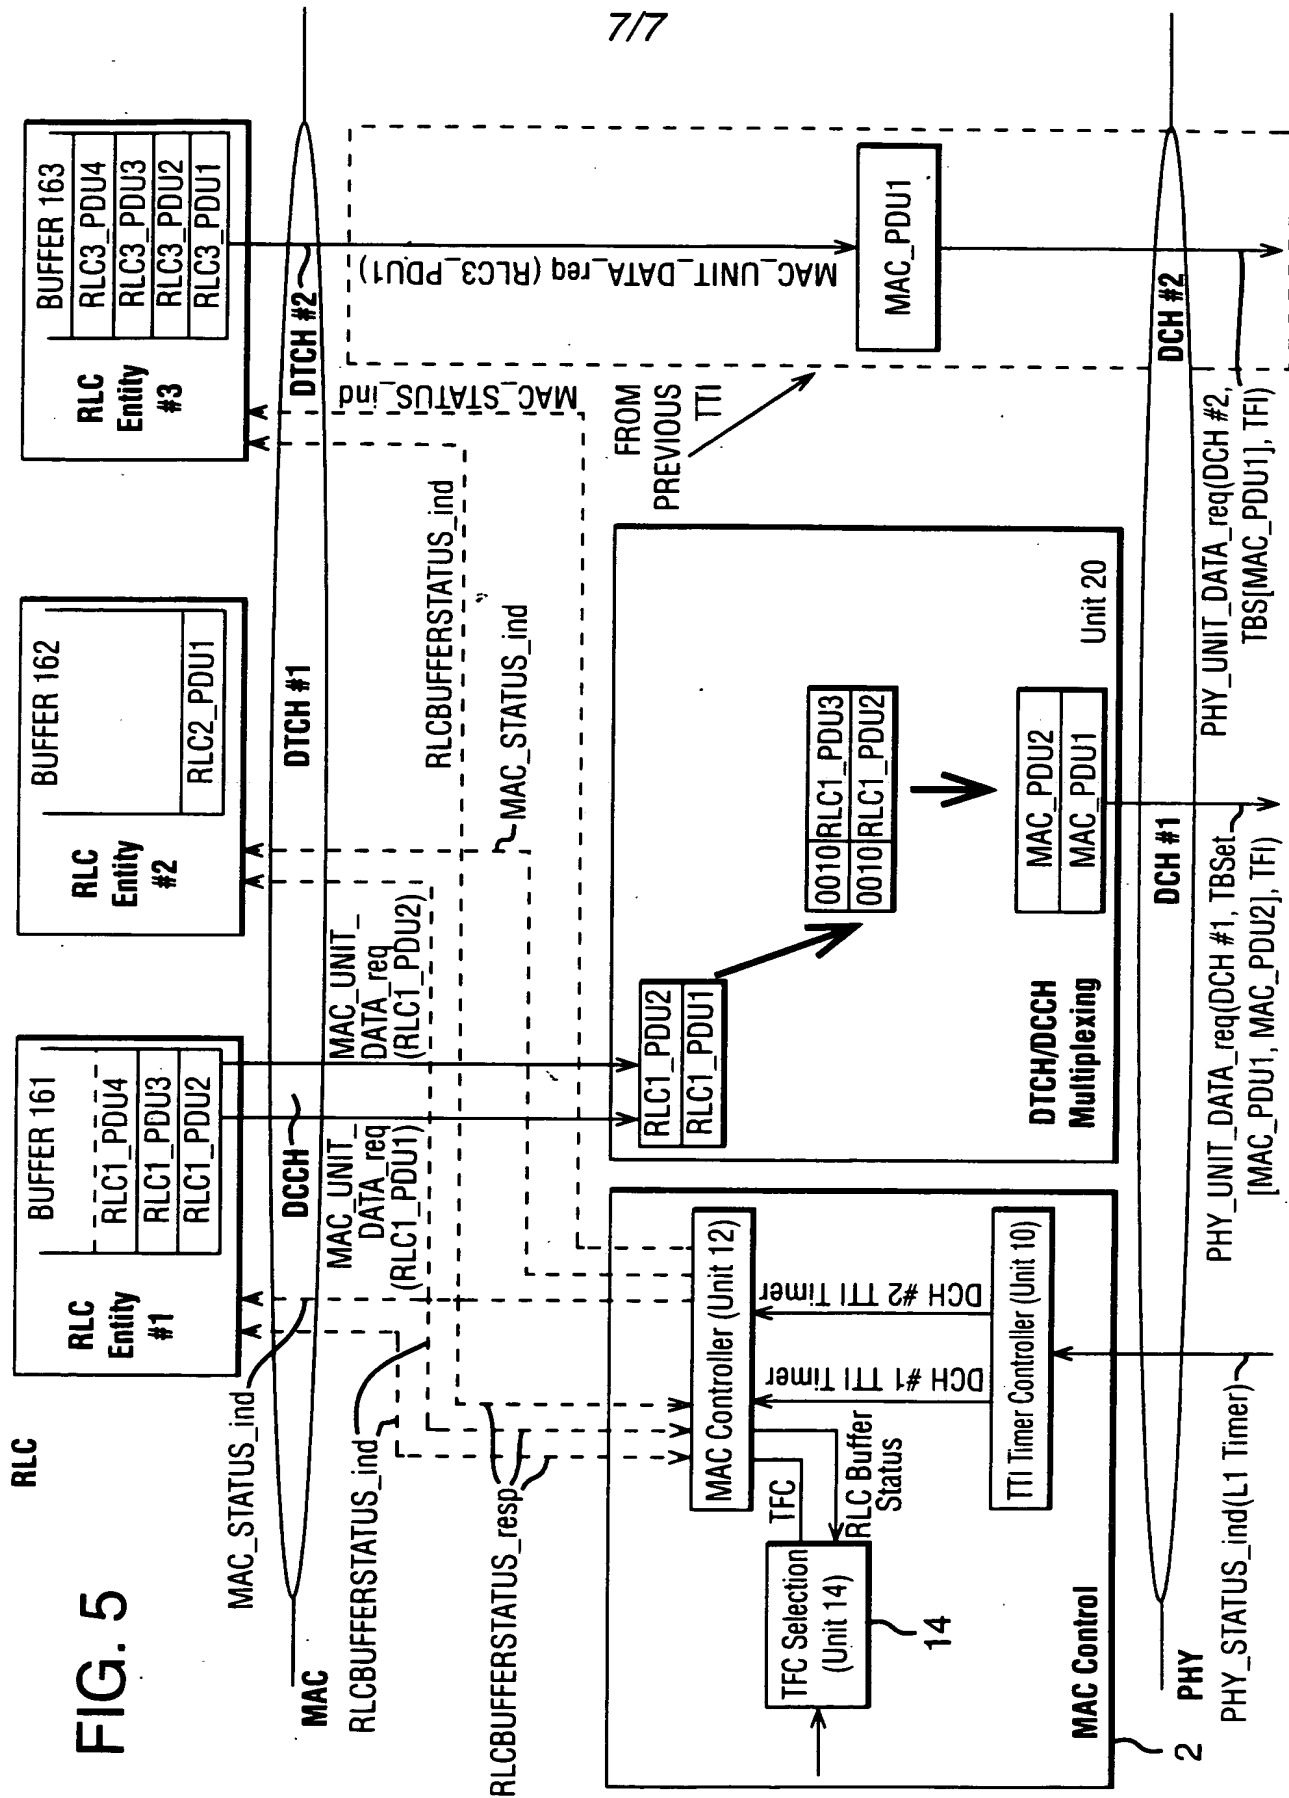 7/7
FIG. 5
RLC
RLC
Entity
#1
BUFFER 161
RLC1_PDU4
RLC1_PDU3
RLC1_PDU2
RLC
Entity
#2
BUFFER 162
RLC2_PDU1
RLC
Entity
#3
BUFFER 163
RLC3_PDU4
RLC3_PDU3
RLC3_PDU2
RLC3_PDU1
MAC
DCCH
DTCH #1
DTCH #2
MAC_STATUS_ind
RLCBUFFERSTATUS_ind
RLCBUFFERSTATUS_resp
MAC_UNIT_
DATA_req
(RLC1_PDU1)
MAC_UNIT_
DATA_req
(RLC1_PDU2)
RLCBUFFERSTATUS_ind
MAC_STATUS_ind
MAC_STATUS_ind
MAC_UNIT_DATA_req (RLC3_PDU1)
FROM
PREVIOUS
TTI
MAC_PDU1
MAC Controller (Unit 12)
TFC
RLC Buffer
Status
DCH #1 TTI Timer
DCH #2 TTI Timer
TFC Selection
(Unit 14)
14
TTI Timer Controller (Unit 10)
MAC Control
2
RLC1_PDU2
RLC1_PDU1
0010 RLC1_PDU3
0010 RLC1_PDU2
MAC_PDU2
MAC_PDU1
DTCH/DCCH
Multiplexing
Unit 20
PHY
DCH #1
DCH #2
PHY_STATUS_ind(L1 Timer)
PHY_UNIT_DATA_req(DCH #1, TBSet
[MAC_PDU1, MAC_PDU2], TFI)
PHY_UNIT_DATA_req(DCH #2,
TBS[MAC_PDU1], TFI)